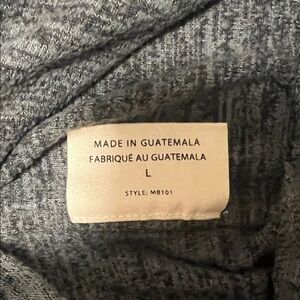 MADE IN GUATEMALA
FABRIQUÉ AU GUATEMALA
L
STYLE: MB101